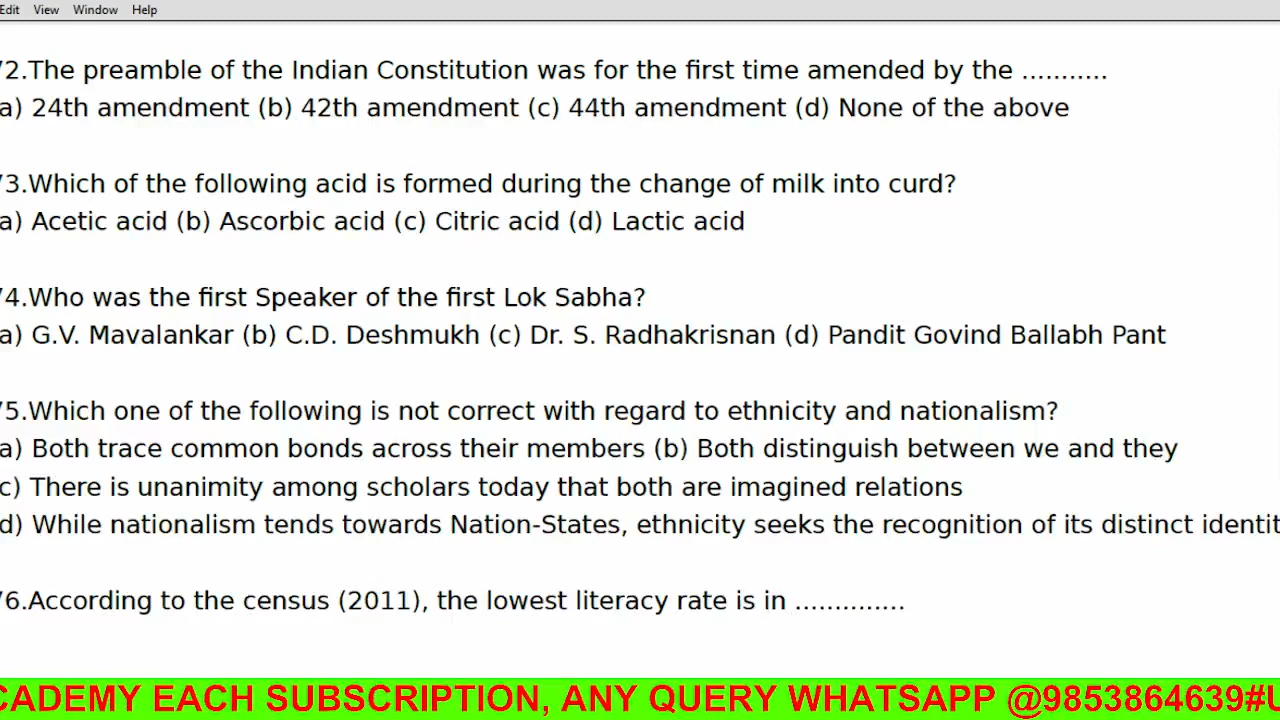 Edit View Window Help
72.The preamble of the Indian Constitution was for the first time amended by the ...........
a) 24th amendment (b) 42th amendment (c) 44th amendment (d) None of the above
73.Which of the following acid is formed during the change of milk into curd?
a) Acetic acid (b) Ascorbic acid (c) Citric acid (d) Lactic acid
74.Who was the first Speaker of the first Lok Sabha?
a) G.V. Mavalankar (b) C.D. Deshmukh (c) Dr. S. Radhakrisnan (d) Pandit Govind Ballabh Pant
75.Which one of the following is not correct with regard to ethnicity and nationalism?
a) Both trace common bonds across their members (b) Both distinguish between we and they
c) There is unanimity among scholars today that both are imagined relations
d) While nationalism tends towards Nation-States, ethnicity seeks the recognition of its distinct identit
76.According to the census (2011), the lowest literacy rate is in ..............
CADEMY EACH SUBSCRIPTION, ANY QUERY WHATSAPP @9853864639#U